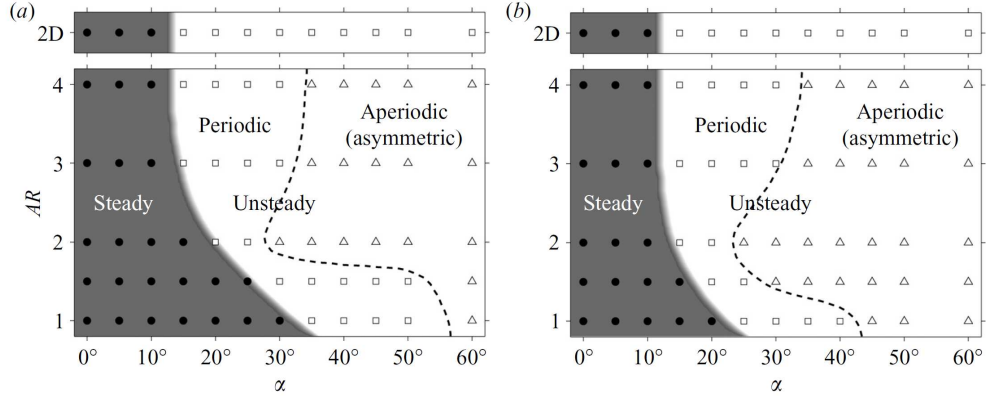 (a)
2D
4
3
2
1
AR
Periodic
Aperiodic
(asymmetric)
Steady
Unsteady
0° 10° 20° 30° 40° 50° 60°
α
(b)
2D
4
3
2
1
Periodic
Aperiodic
(asymmetric)
Steady
Unsteady
0° 10° 20° 30° 40° 50° 60°
α